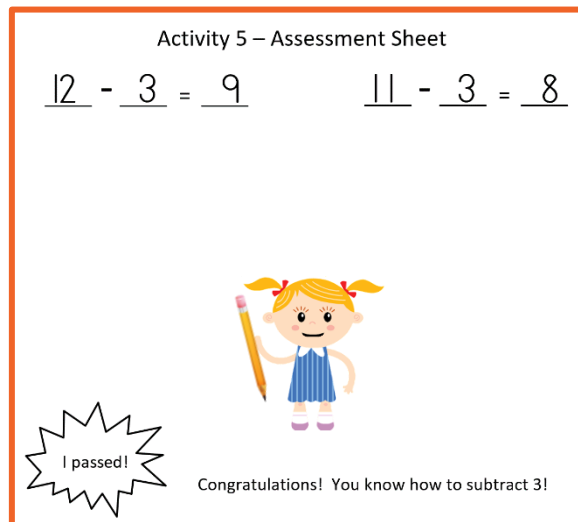 Activity 5 – Assessment Sheet
12 - 3 = 9 11 - 3 = 8
I passed!
Congratulations! You know how to subtract 3!